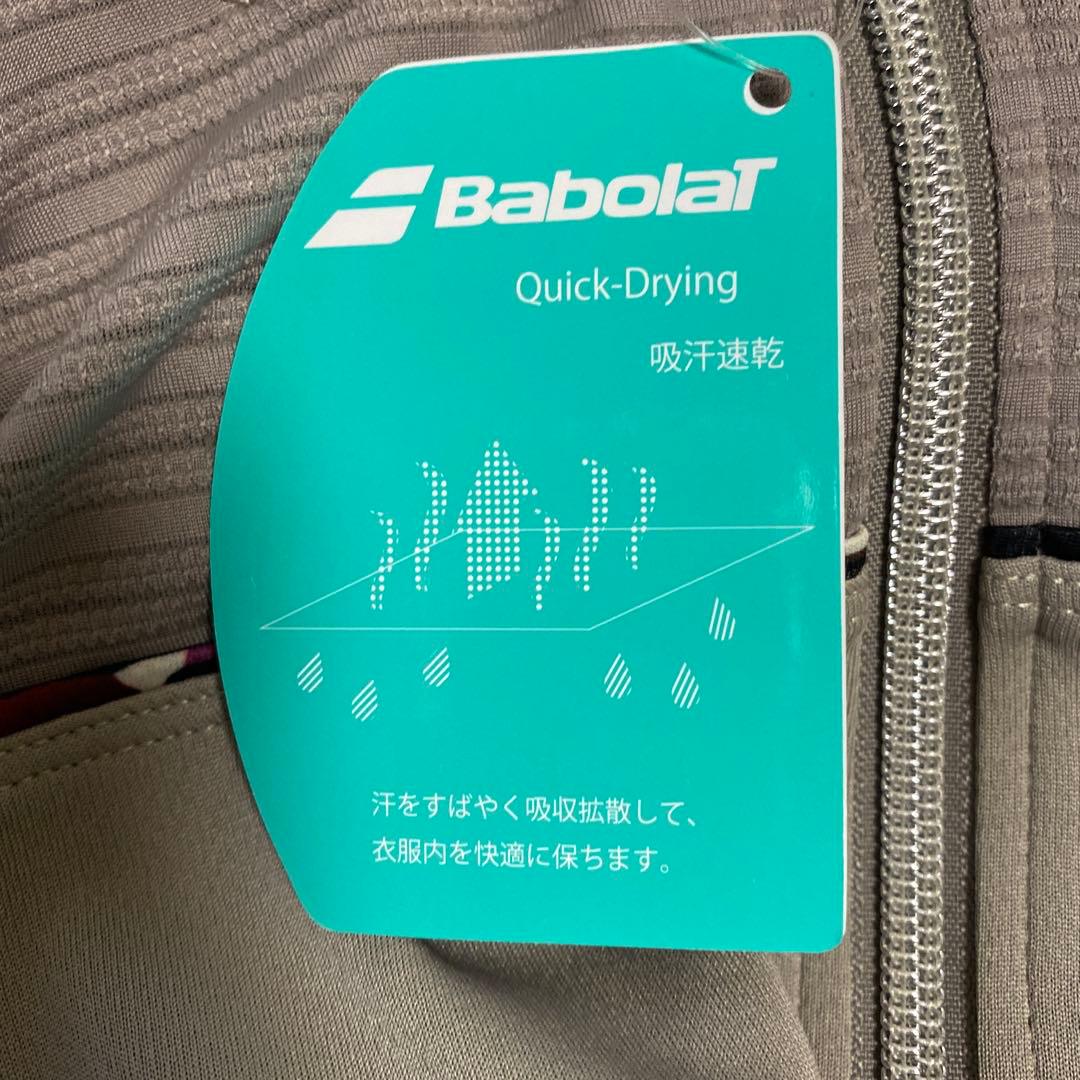 BabolaT
Quick-Drying
吸汗速乾
汗をすばやく吸収拡散して、
衣服内を快適に保ちます。